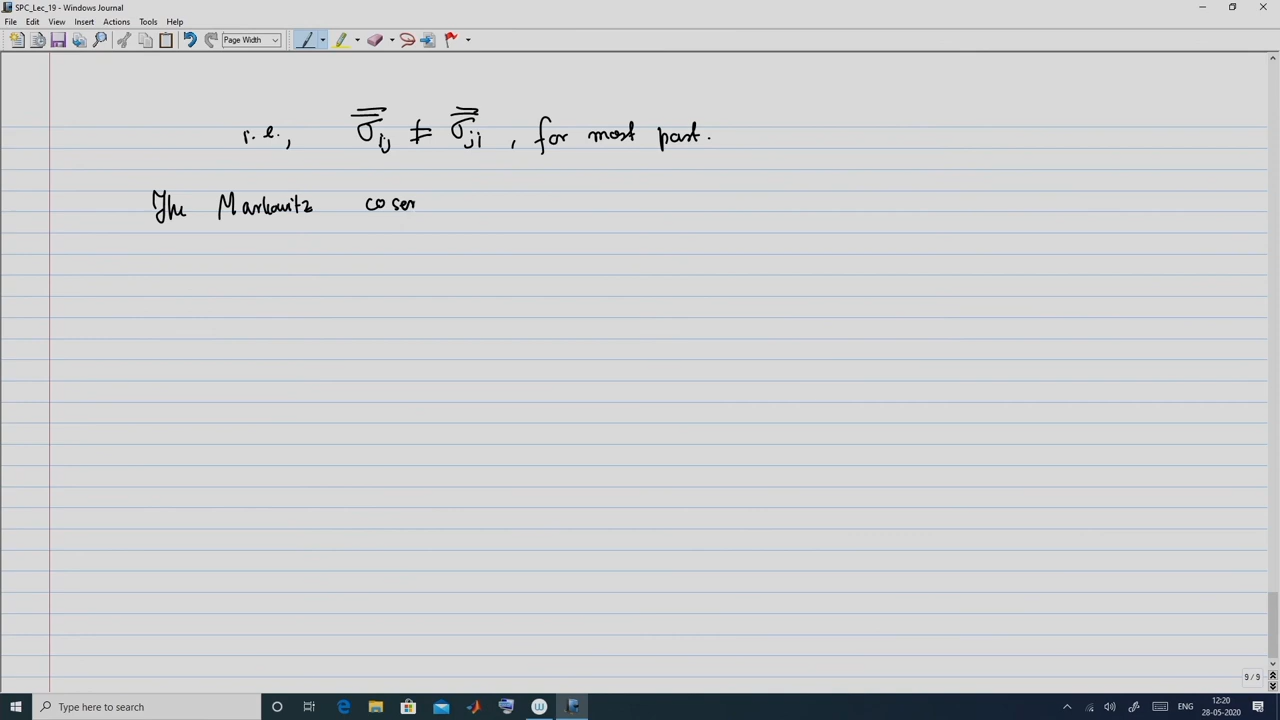 SPC_Lec_19 - Windows Journal
File Edit View Insert Actions Tools Help
Page Width
i.e., σ̿ij ≠ σ̿ji , for most part.
The Markowitz coser
9 / 9
Type here to search
ENG
12:20
28-05-2020